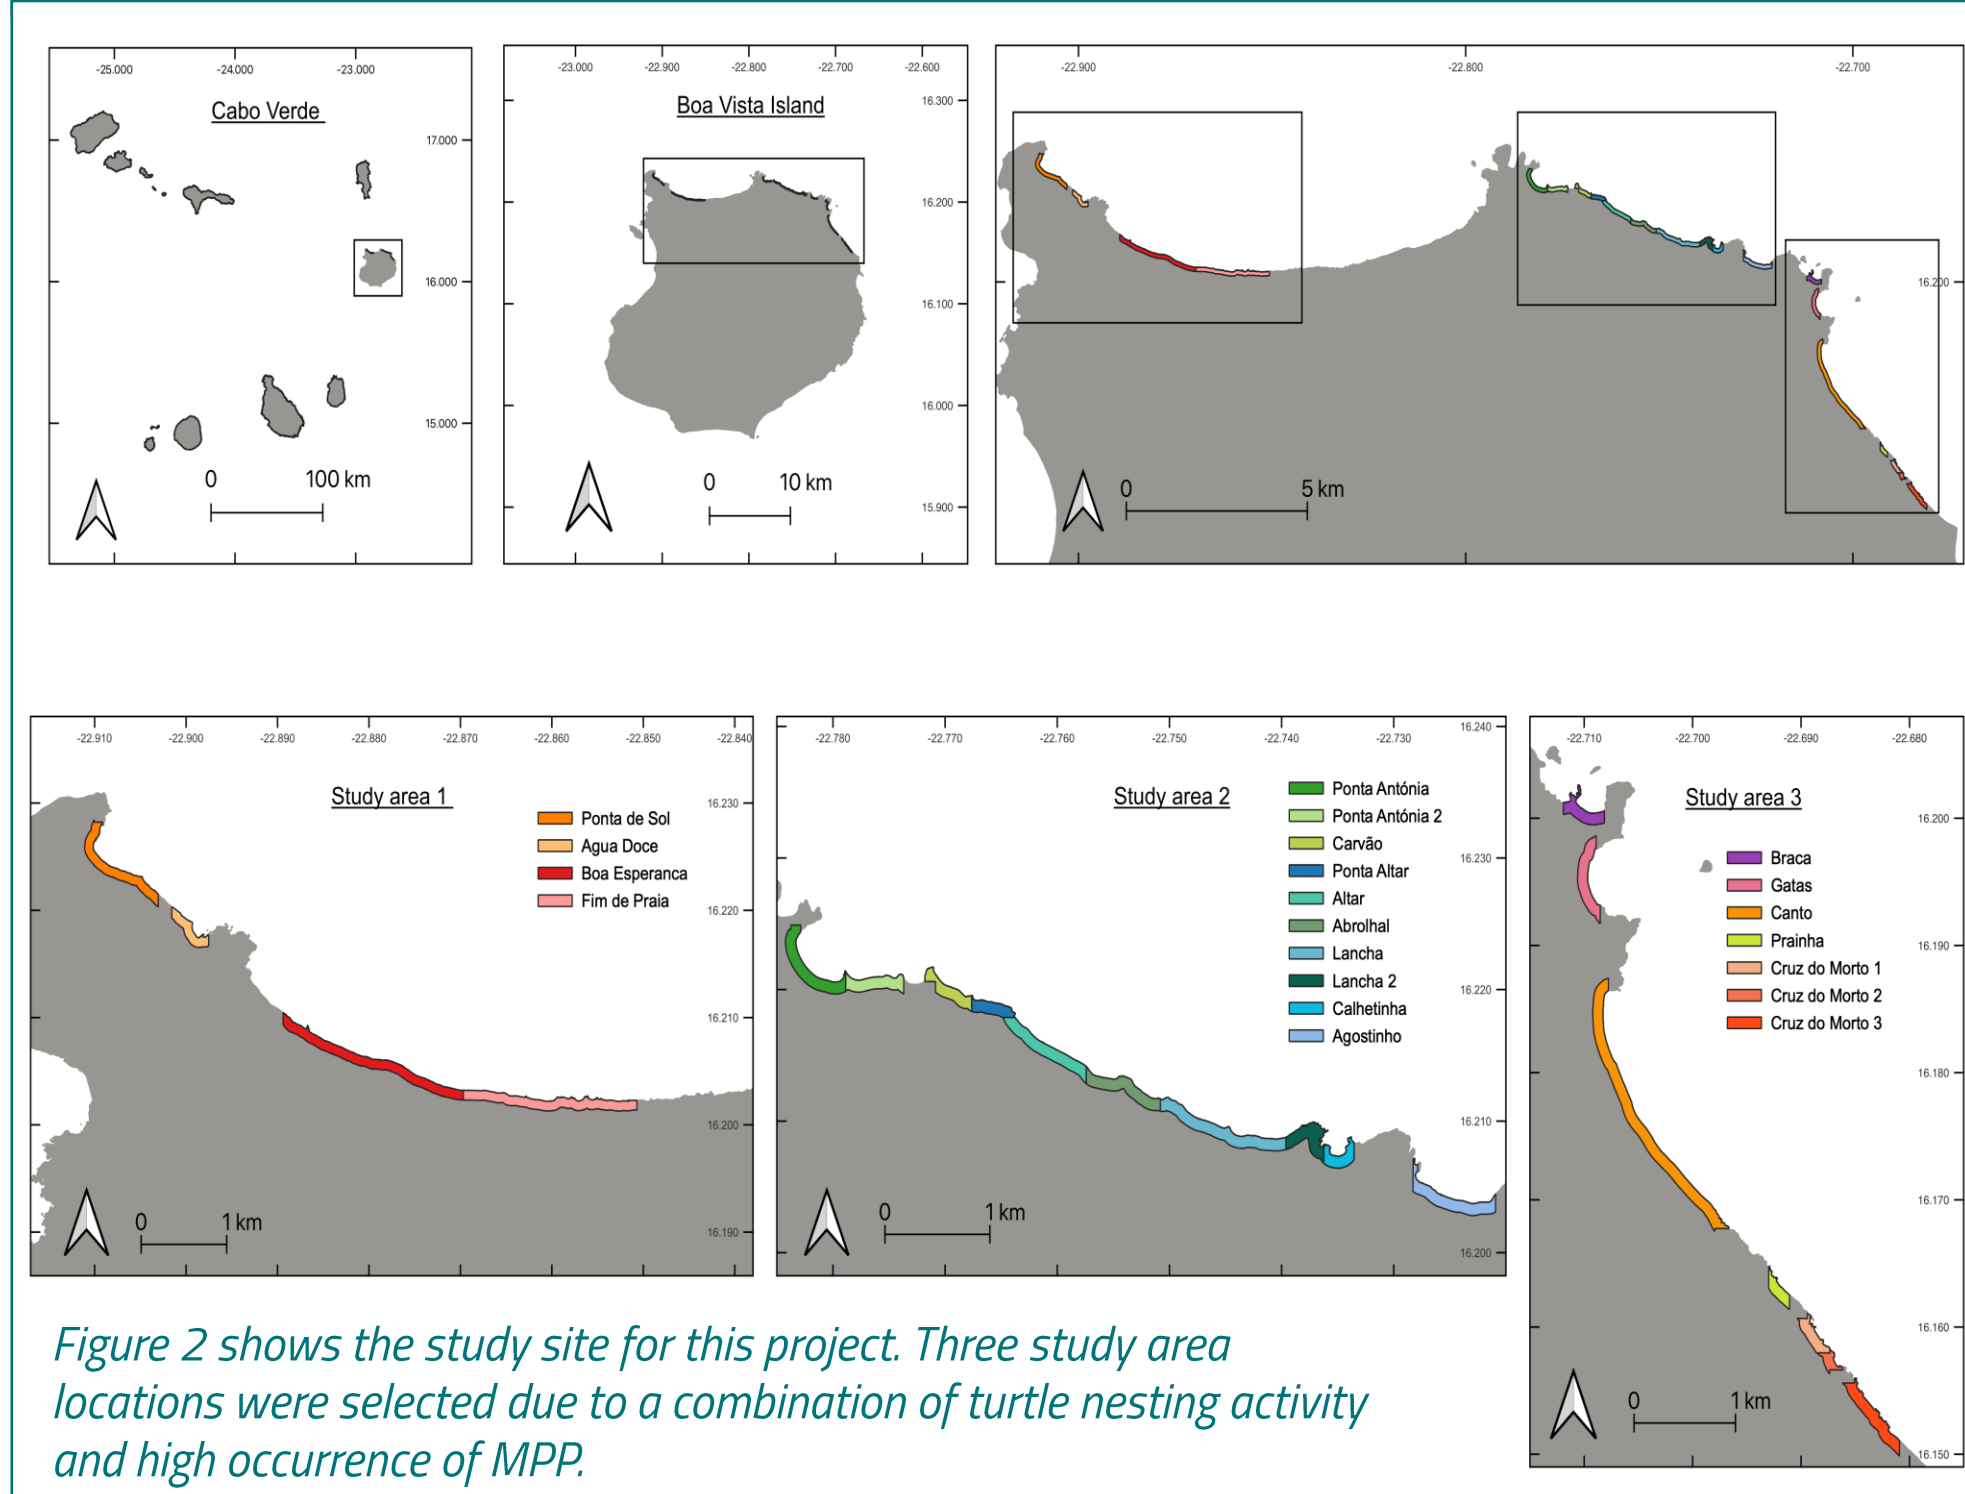 -25.000 -24.000 -23.000
Cabo Verde
17.000
16.000
15.000
0 100 km
-23.000 -22.900 -22.800 -22.700 -22.600
Boa Vista Island
16.300
16.200
16.100
16.000
15.900
0 10 km
-22.900 -22.800 -22.700
16.200
0 5 km
-22.910 -22.900 -22.890 -22.880 -22.870 -22.860 -22.850 -22.840
Study area 1
Ponta de Sol
Agua Doce
Boa Esperanca
Fim de Praia
16.230
16.220
16.210
16.200
16.190
0 1 km
-22.780 -22.770 -22.760 -22.750 -22.740 -22.730
Study area 2
Ponta Antónia
Ponta Antónia 2
Carvão
Ponta Altar
Altar
Abrolhal
Lancha
Lancha 2
Calhetinha
Agostinho
16.240
16.230
16.220
16.210
16.200
0 1 km
-22.710 -22.700 -22.690 -22.680
Study area 3
Braca
Gatas
Canto
Prainha
Cruz do Morto 1
Cruz do Morto 2
Cruz do Morto 3
16.200
16.190
16.180
16.170
16.160
16.150
0 1 km
Figure 2 shows the study site for this project. Three study area
locations were selected due to a combination of turtle nesting activity
and high occurrence of MPP.